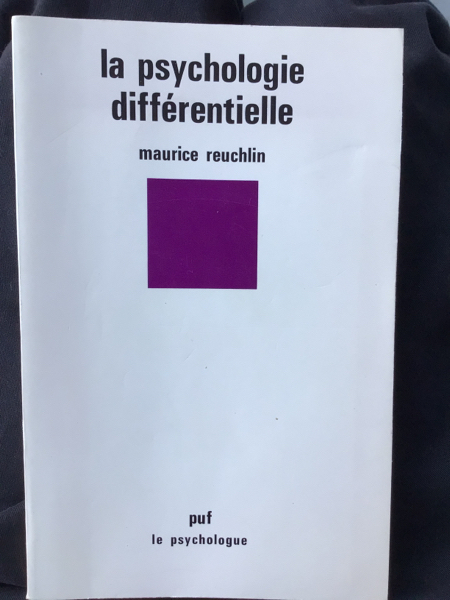 la psychologie
différentielle
maurice reuchlin
puf
le psychologue